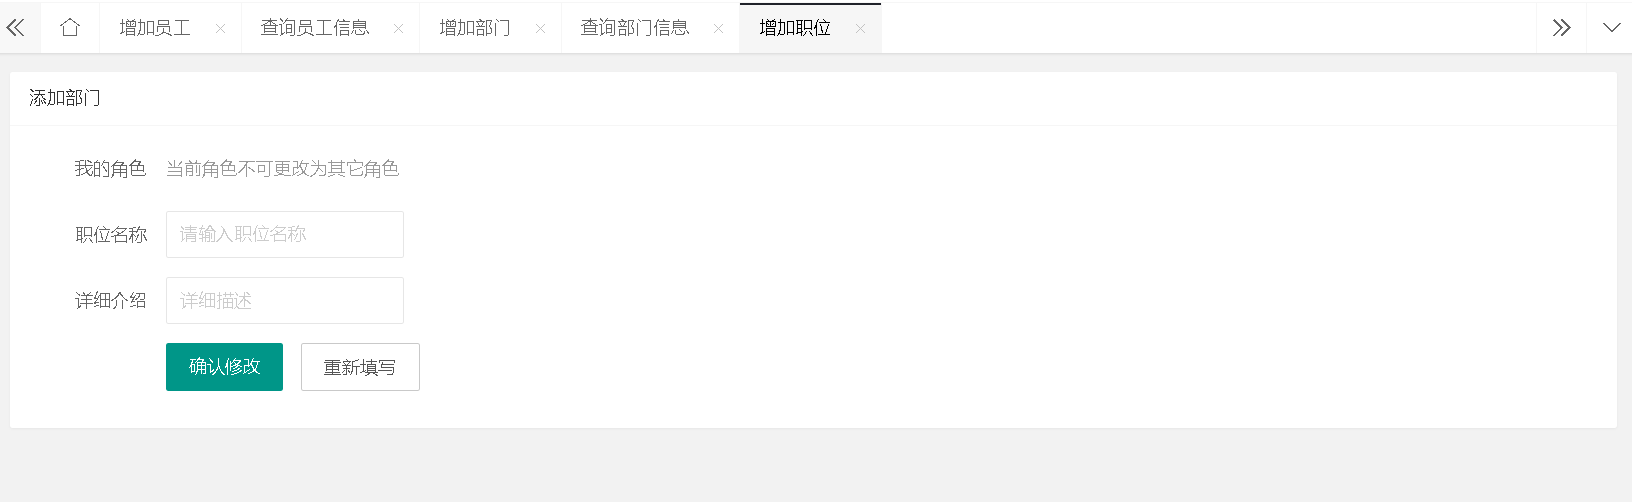 增加员工 查询员工信息 增加部门 查询部门信息 增加职位
添加部门
我的角色 当前角色不可更改为其它角色
职位名称 请输入职位名称
详细介绍 详细描述
确认修改 重新填写